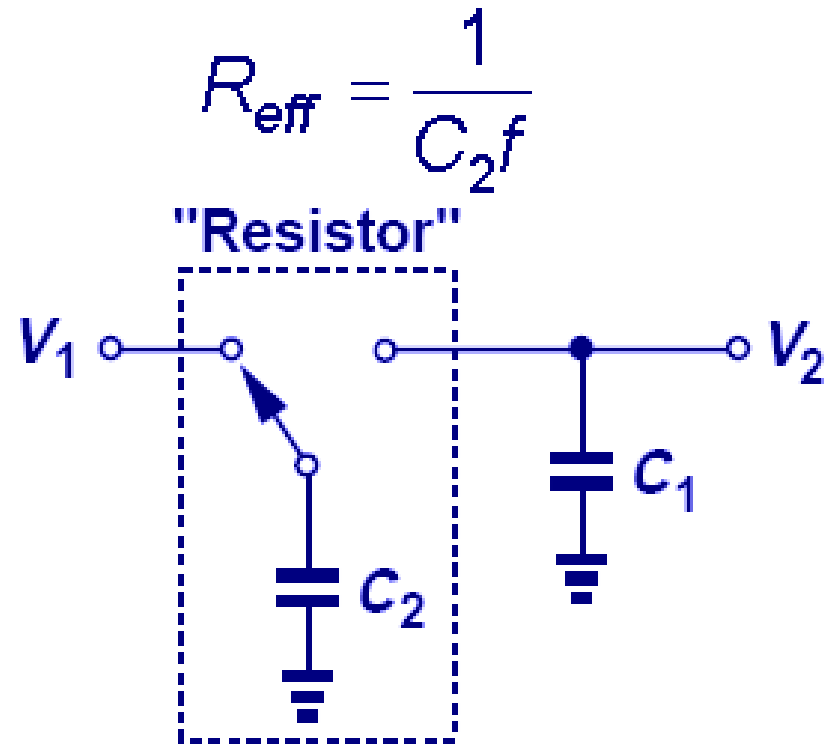 R_eff = 1 / (C_2 f)
"Resistor"
V_1
V_2
C_1
C_2